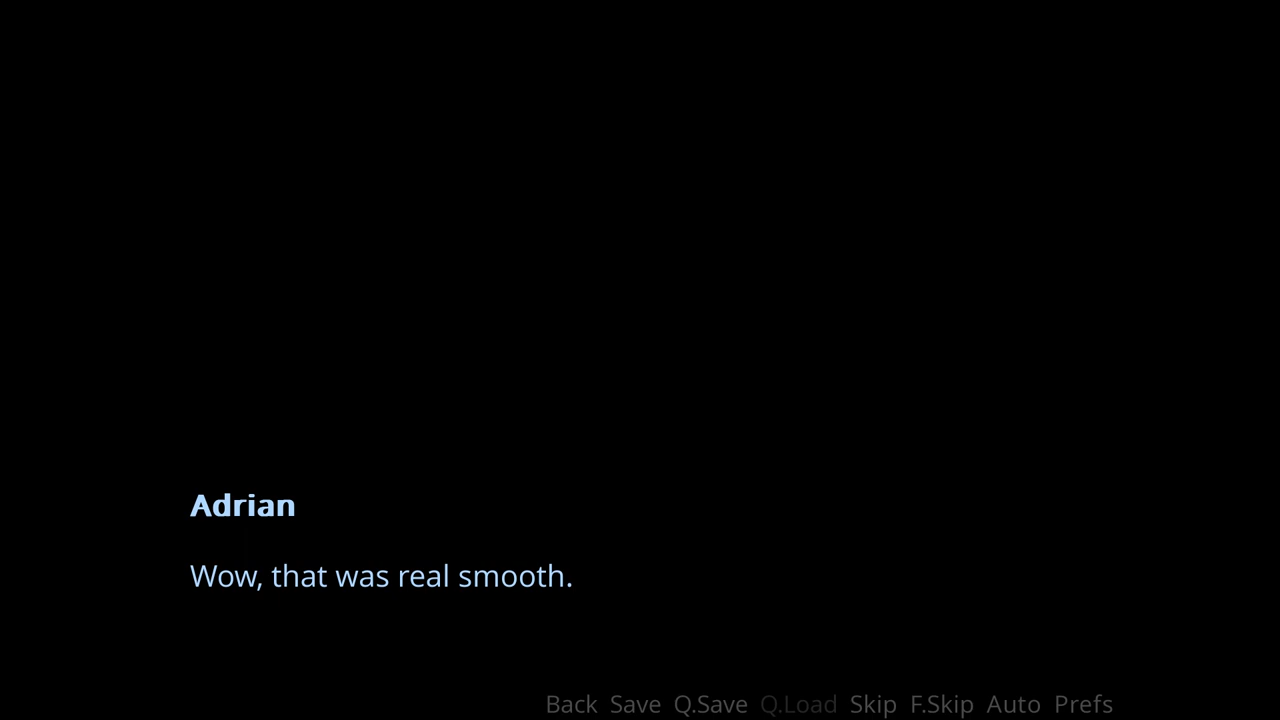 Adrian
Wow, that was real smooth.
Back Save Q.Save Q.Load Skip F.Skip Auto Prefs